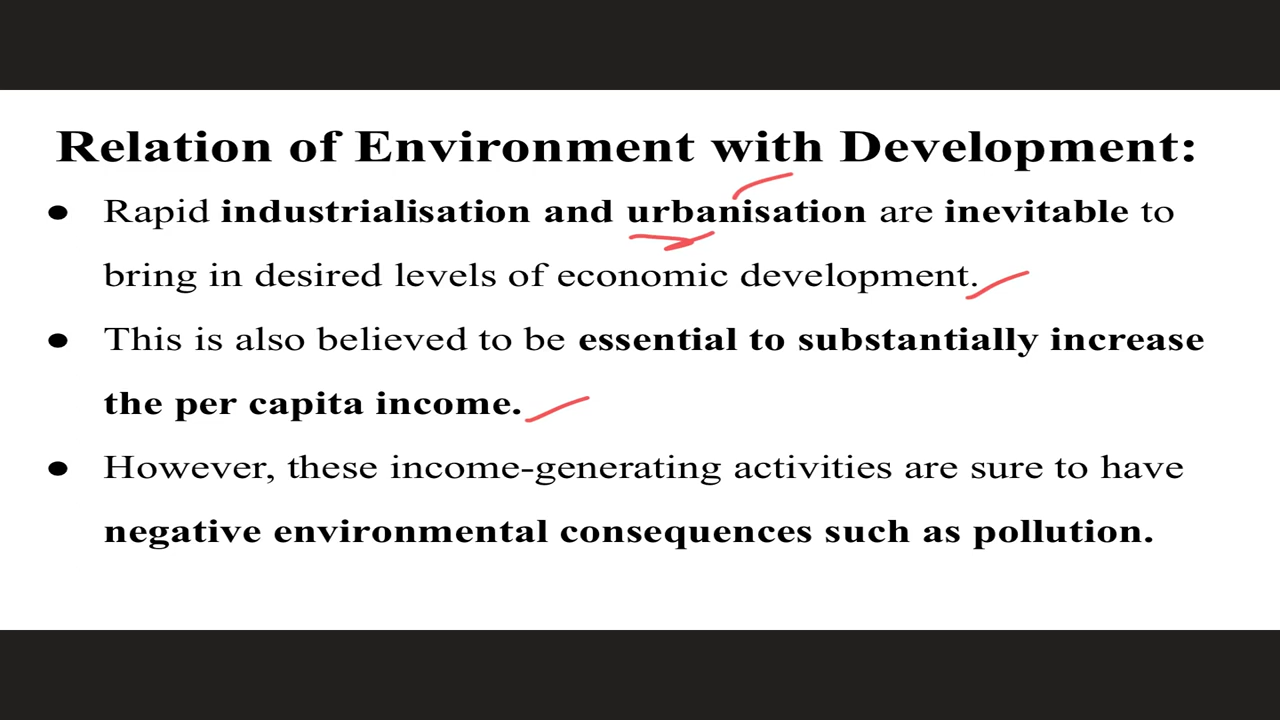 Relation of Environment with Development:
● Rapid industrialisation and urbanisation are inevitable to
bring in desired levels of economic development.
● This is also believed to be essential to substantially increase
the per capita income.
● However, these income-generating activities are sure to have
negative environmental consequences such as pollution.